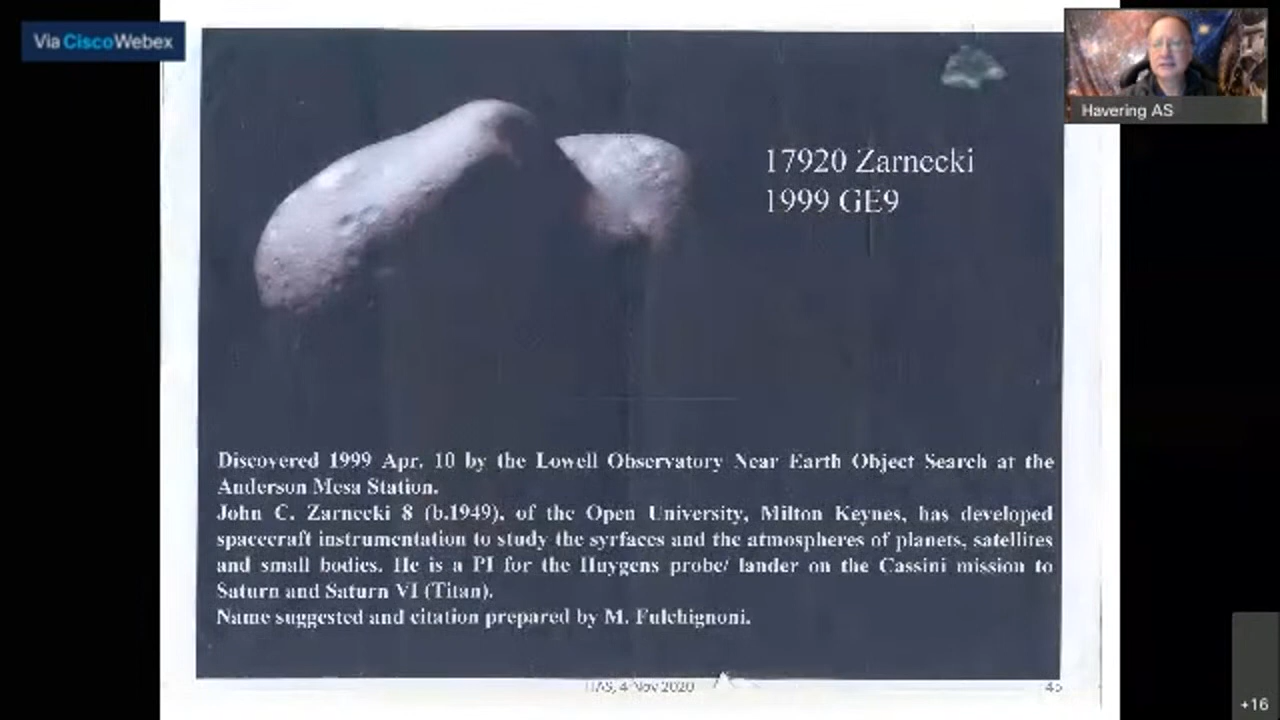 Via Cisco Webex
Havering AS
17920 Zarnecki
1999 GE9
Discovered 1999 Apr. 10 by the Lowell Observatory Near Earth Object Search at the
Anderson Mesa Station.
John C. Zarnecki 8 (b.1949), of the Open University, Milton Keynes, has developed
spacecraft instrumentation to study the syrfaces and the atmospheres of planets, satellites
and small bodies. He is a PI for the Huygens probe/ lander on the Cassini mission to
Saturn and Saturn VI (Titan).
Name suggested and citation prepared by M. Fulchignoni.
HAS, 4 Nov 2020
+16